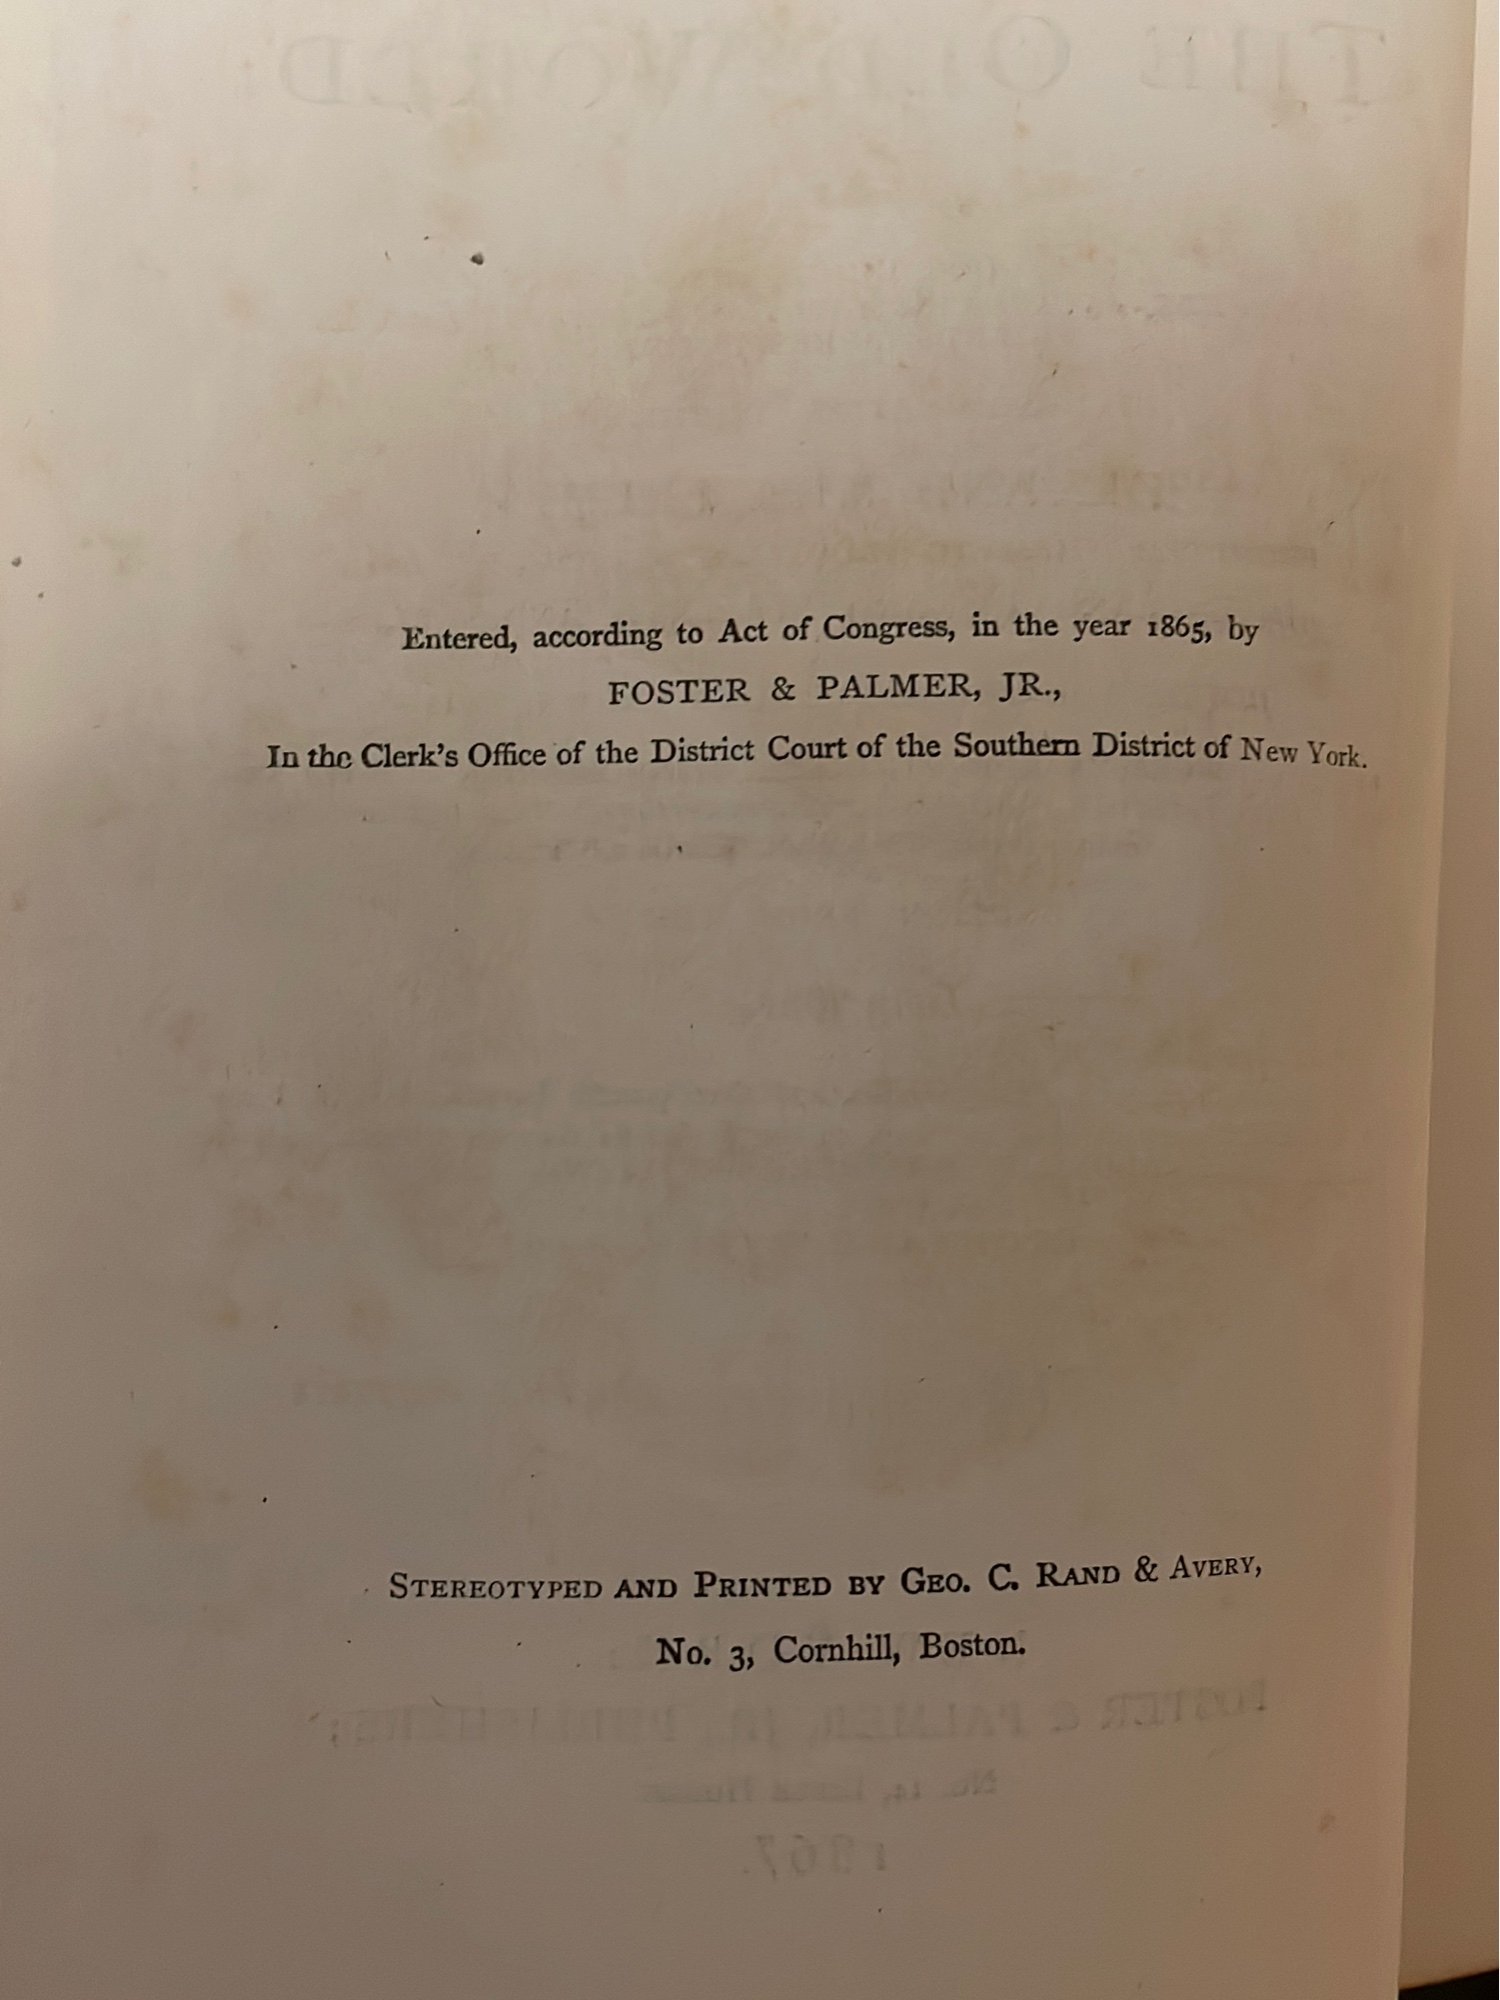 Entered, according to Act of Congress, in the year 1865, by
FOSTER & PALMER, JR.,
In the Clerk's Office of the District Court of the Southern District of New York.
STEREOTYPED AND PRINTED BY GEO. C. RAND & AVERY,
No. 3, Cornhill, Boston.